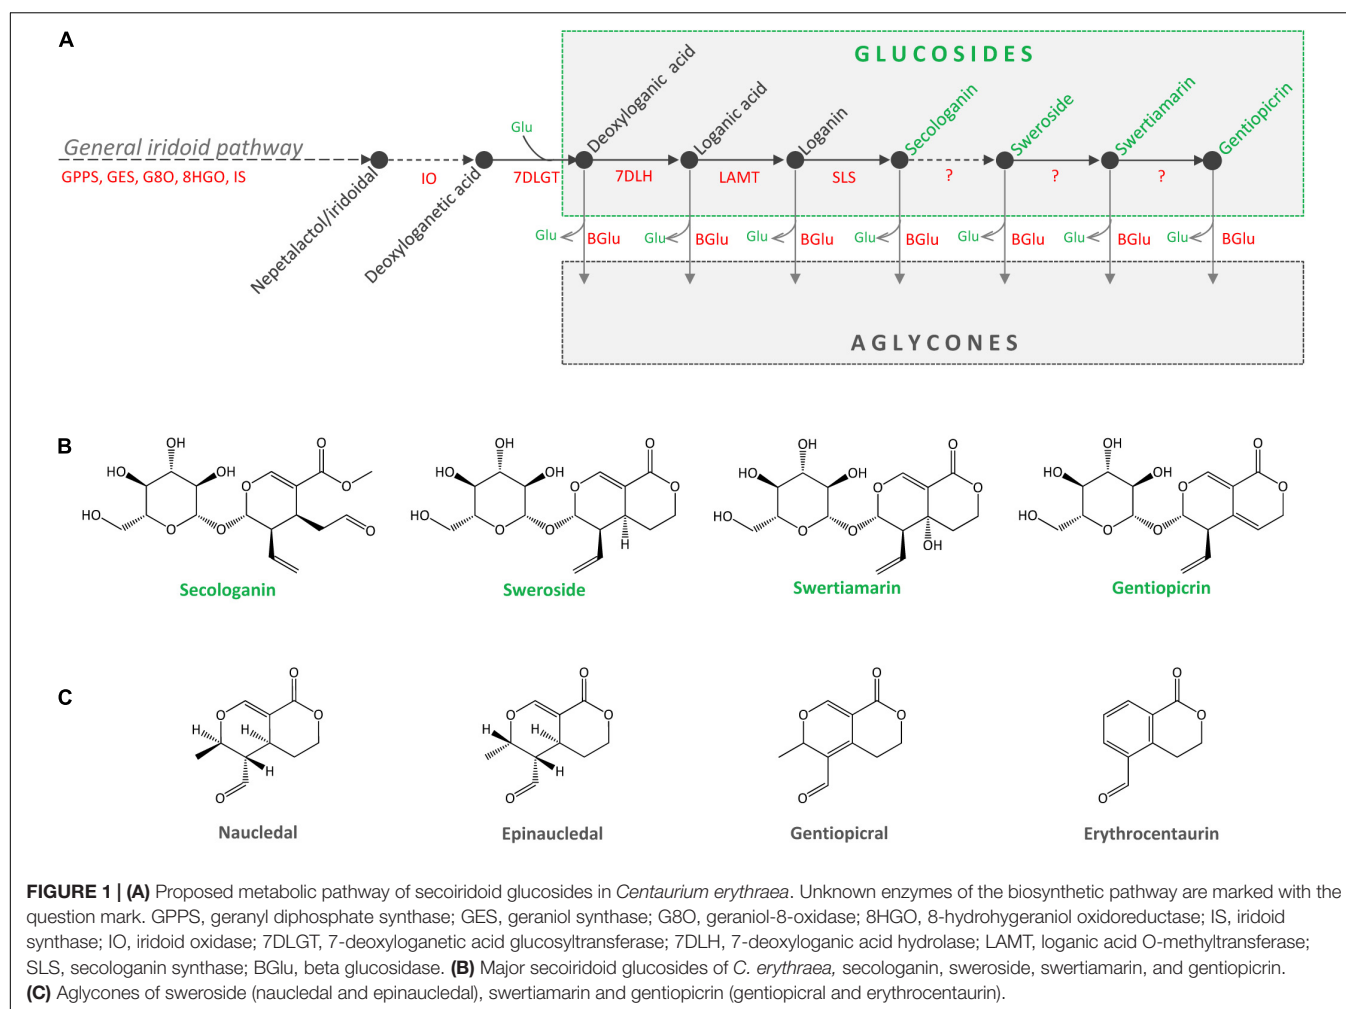 A
GLUCOSIDES
General iridoid pathway
GPPS, GES, G8O, 8HGO, IS
Nepetalactol/iridoidal
IO
Deoxyloganetic acid
Glu
7DLGT
Deoxyloganic acid
7DLH
Loganic acid
LAMT
Loganin
SLS
Secologanin
?
Sweroside
?
Swertiamarin
?
Gentiopicrin
Glu BGlu Glu BGlu Glu BGlu Glu BGlu Glu BGlu Glu BGlu Glu BGlu
AGLYCONES
B
OH
HO OH
HO
O
O
O
O
O
O
Secologanin
OH
HO OH
HO
O
O
O
O
O
H
Sweroside
OH
HO OH
HO
O
O
O
O
O
OH
Swertiamarin
OH
HO OH
HO
O
O
O
O
O
Gentiopicrin
C
O
O
O
H
H
H
O
Naucledal
O
O
O
H
H
H
O
Epinaucledal
O
O
O
O
Gentiopicral
O
O
O
Erythrocentaurin
FIGURE 1 | (A) Proposed metabolic pathway of secoiridoid glucosides in Centaurium erythraea. Unknown enzymes of the biosynthetic pathway are marked with the
question mark. GPPS, geranyl diphosphate synthase; GES, geraniol synthase; G8O, geraniol-8-oxidase; 8HGO, 8-hydrohygeraniol oxidoreductase; IS, iridoid
synthase; IO, iridoid oxidase; 7DLGT, 7-deoxyloganetic acid glucosyltransferase; 7DLH, 7-deoxyloganic acid hydrolase; LAMT, loganic acid O-methyltransferase;
SLS, secologanin synthase; BGlu, beta glucosidase. (B) Major secoiridoid glucosides of C. erythraea, secologanin, sweroside, swertiamarin, and gentiopicrin.
(C) Aglycones of sweroside (naucledal and epinaucledal), swertiamarin and gentiopicrin (gentiopicral and erythrocentaurin).